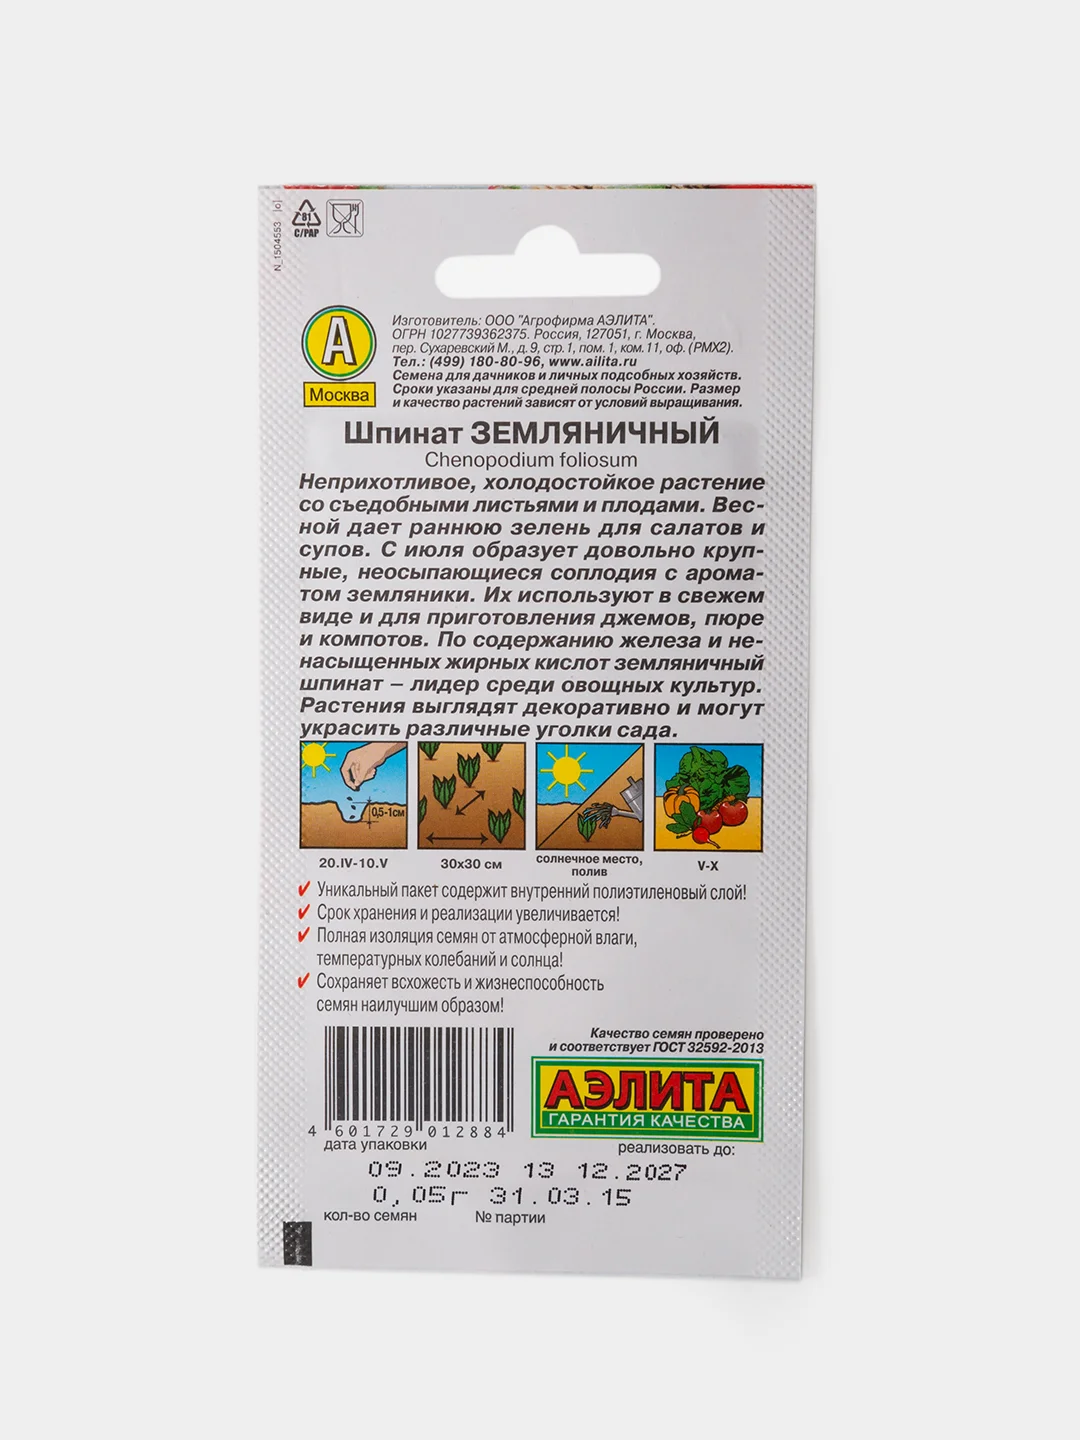 N_1504553 |o|
81
C/PAP
А
Москва
Изготовитель: ООО "Агрофирма АЭЛИТА".
ОГРН 1027739362375. Россия, 127051, г. Москва,
пер. Сухаревский М., д. 9, стр. 1, пом. 1, ком. 11, оф. (РМХ2).
Тел.: (499) 180-80-96, www.ailita.ru
Семена для дачников и личных подсобных хозяйств.
Сроки указаны для средней полосы России. Размер
и качество растений зависят от условий выращивания.
Шпинат ЗЕМЛЯНИЧНЫЙ
Chenopodium foliosum
Неприхотливое, холодостойкое растение
со съедобными листьями и плодами. Вес-
ной дает раннюю зелень для салатов и
супов. С июля образует довольно круп-
ные, неосыпающиеся соплодия с арома-
том земляники. Их используют в свежем
виде и для приготовления джемов, пюре
и компотов. По содержанию железа и не-
насыщенных жирных кислот земляничный
шпинат – лидер среди овощных культур.
Растения выглядят декоративно и могут
украсить различные уголки сада.
0,5-1см
20.IV-10.V
30x30 см
солнечное место,
полив
V-X
Уникальный пакет содержит внутренний полиэтиленовый слой!
Срок хранения и реализации увеличивается!
Полная изоляция семян от атмосферной влаги,
температурных колебаний и солнца!
Сохраняет всхожесть и жизнеспособность
семян наилучшим образом!
Качество семян проверено
и соответствует ГОСТ 32592-2013
АЭЛИТА
ГАРАНТИЯ КАЧЕСТВА
4 601729 012884
дата упаковки
реализовать до:
09.2023 13 12.2027
0,05г 31.03.15
кол-во семян
№ партии